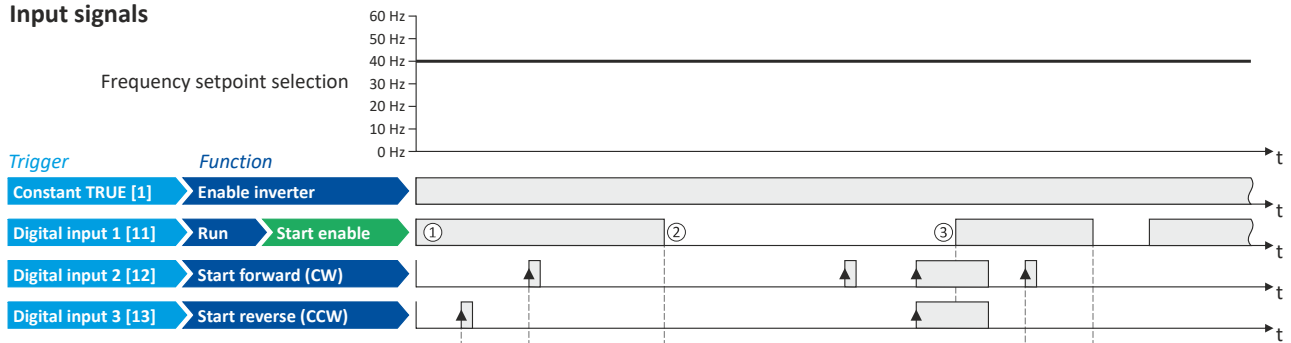 Input signals
60 Hz
50 Hz
40 Hz
Frequency setpoint selection
30 Hz
20 Hz
10 Hz
0 Hz
t
Trigger Function
Constant TRUE [1] Enable inverter
t
Digital input 1 [11] Run Start enable ① ② ③
t
Digital input 2 [12] Start forward (CW)
t
Digital input 3 [13] Start reverse (CCW)
t